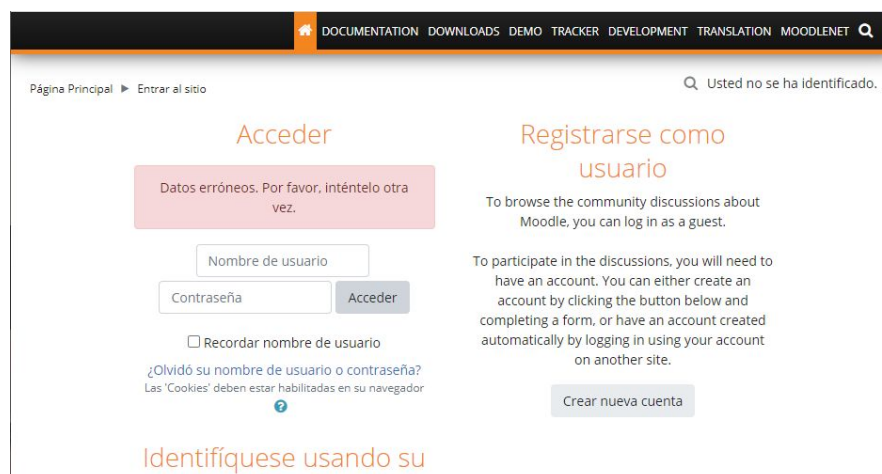 DOCUMENTATION DOWNLOADS DEMO TRACKER DEVELOPMENT TRANSLATION MOODLENET
Página Principal ▶ Entrar al sitio
Usted no se ha identificado.
Acceder
Datos erróneos. Por favor, inténtelo otra
vez.
Nombre de usuario
Contraseña
Acceder
Recordar nombre de usuario
¿Olvidó su nombre de usuario o contraseña?
Las 'Cookies' deben estar habilitadas en su navegador
Identifíquese usando su
Registrarse como
usuario
To browse the community discussions about
Moodle, you can log in as a guest.
To participate in the discussions, you will need to
have an account. You can either create an
account by clicking the button below and
completing a form, or have an account created
automatically by logging in using your account
on another site.
Crear nueva cuenta